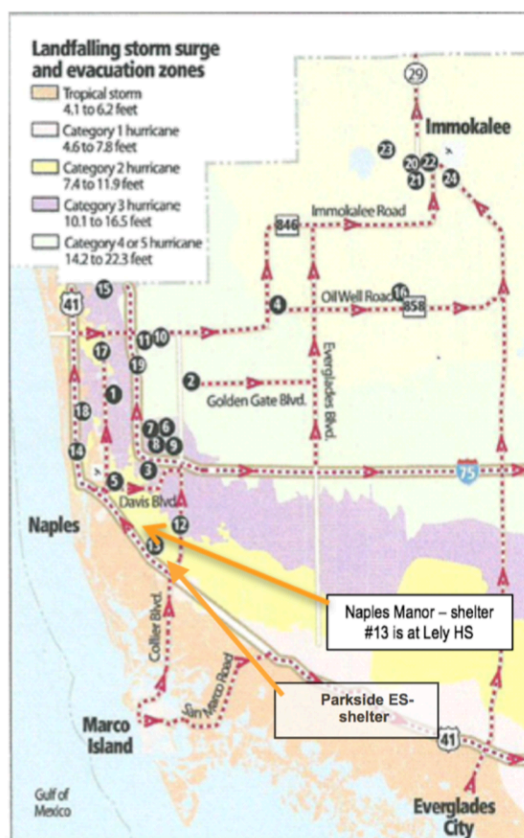 Landfalling storm surge
and evacuation zones
Tropical storm
4.1 to 6.2 feet
Category 1 hurricane
4.6 to 7.8 feet
Category 2 hurricane
7.4 to 11.9 feet
Category 3 hurricane
10.1 to 16.5 feet
Category 4 or 5 hurricane
14.2 to 22.3 feet
29
Immokalee
23
20
22
21
24
846
Immokalee Road
15
41
4
Oil Well Road
16
858
11
10
17
19
Everglades Blvd.
2
1
Golden Gate Blvd.
18
7
6
8
9
14
3
75
5
Davis Blvd.
Naples
12
13
Naples Manor – shelter
#13 is at Lely HS
Collier Blvd.
Parkside ES-
shelter
San Marco Road
Marco
Island
41
Gulf of
Mexico
Everglades
City